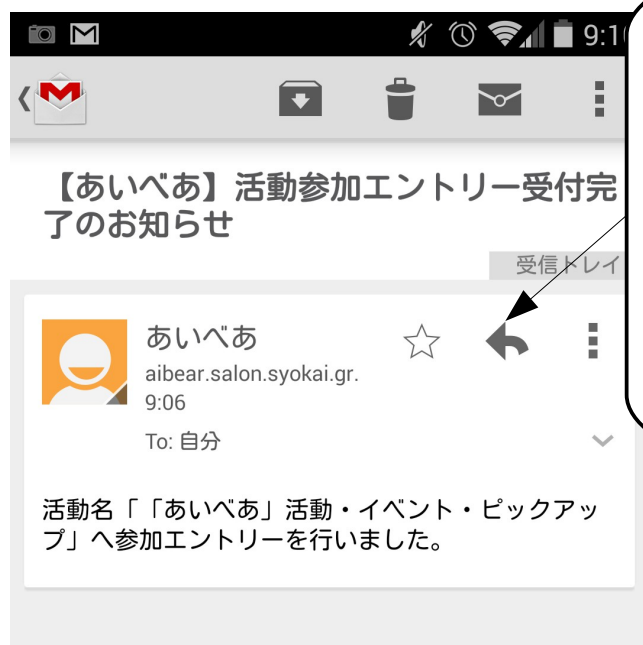 9:1
【あいべあ】活動参加エントリー受付完
了のお知らせ
受信トレイ
あいべあ
aibear.salon.syokai.gr.
9:06
To: 自分
活動名「「あいべあ」活動・イベント・ピックアッ
プ」へ参加エントリーを行いました。